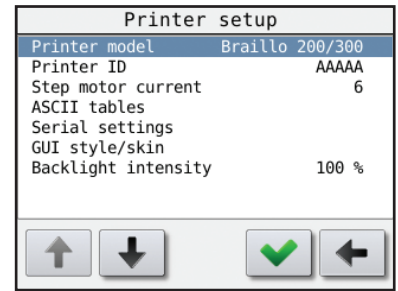 Printer setup
Printer model Braillo 200/300
Printer ID AAAAA
Step motor current 6
ASCII tables
Serial settings
GUI style/skin
Backlight intensity 100 %